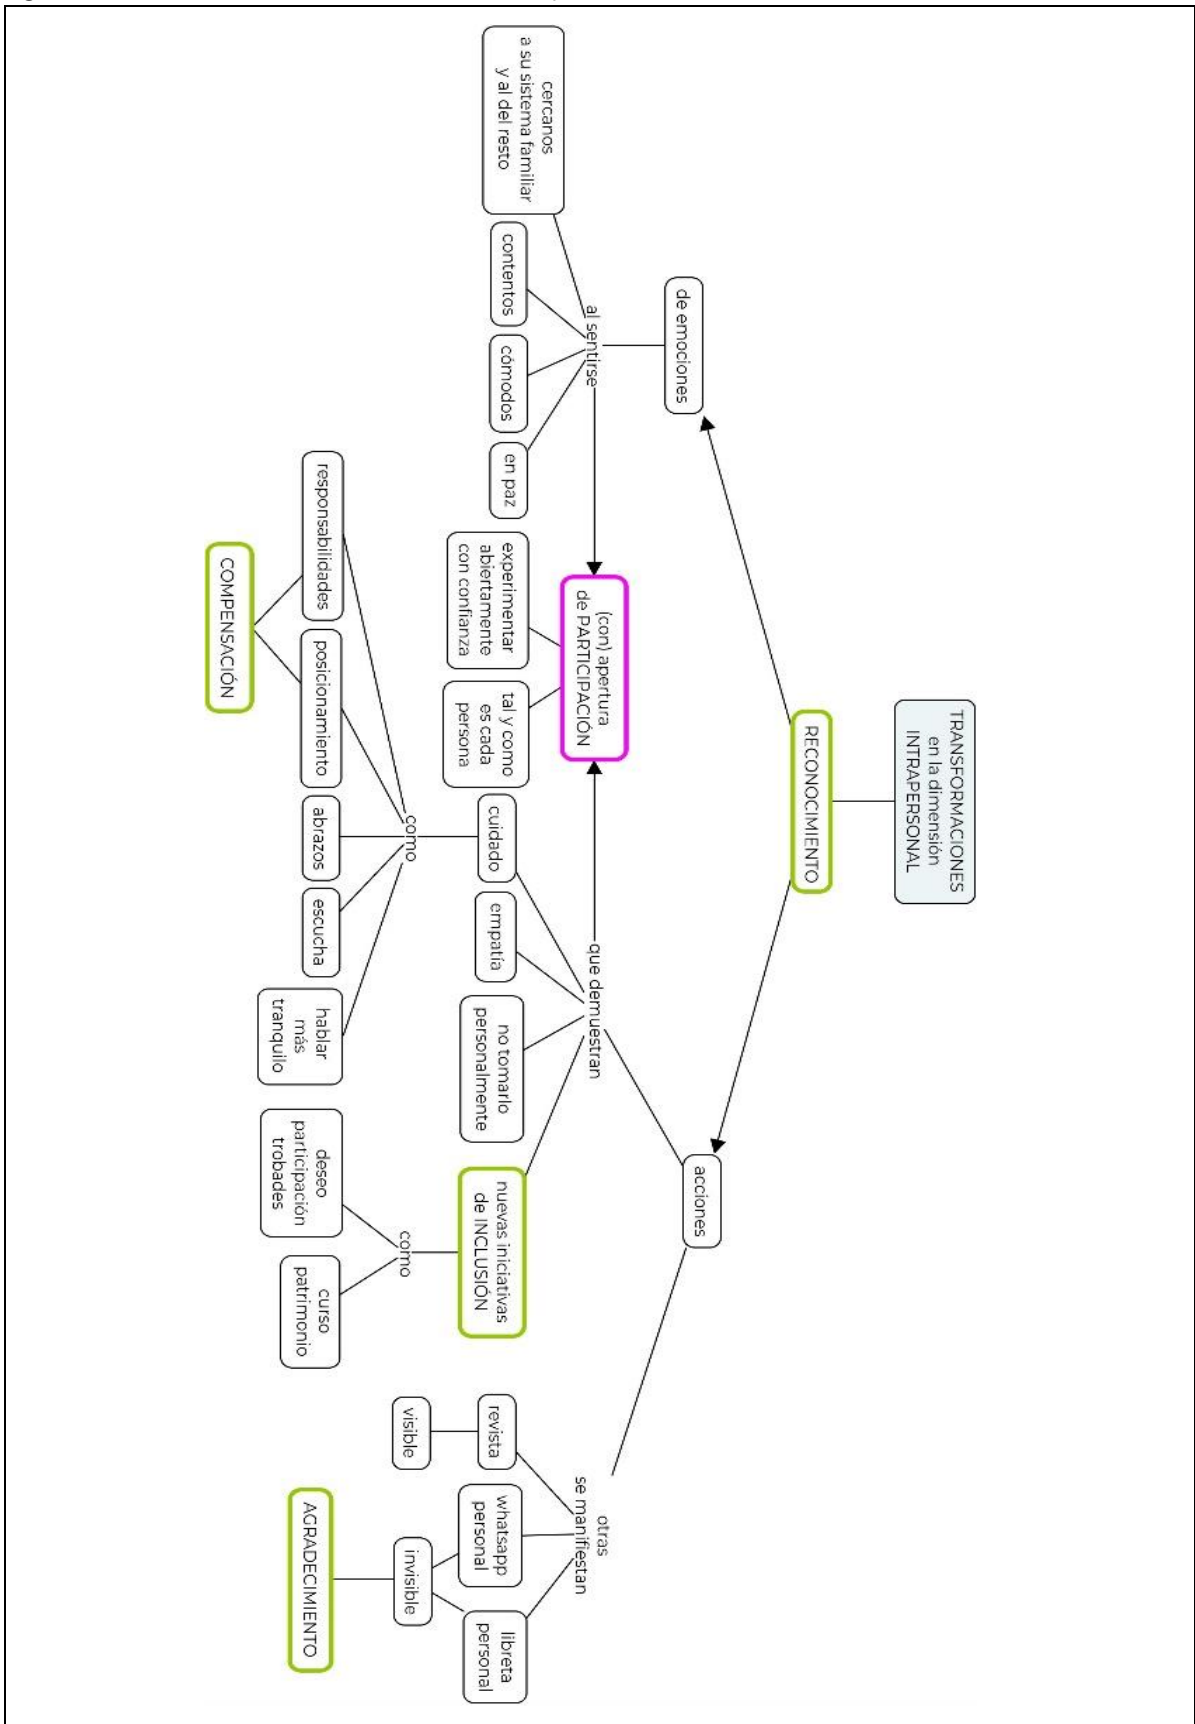 TRANSFORMACIONES
en la dimensión
INTRAPERSONAL
RECONOCIMIENTO
de emociones
acciones
al sentirse
cercanos
a su sistema familiar
y al del resto
contentos
cómodos
en paz
(con) apertura
de PARTICIPACIÓN
experimentar
abiertamente
con confianza
tal y como
es cada
persona
que demuestran
cuidado
empatía
no tomarlo
personalmente
nuevas iniciativas
de INCLUSIÓN
como
responsabilidades
posicionamiento
abrazos
escucha
hablar
más
tranquilo
COMPENSACIÓN
como
deseo
participación
trobades
curso
patrimonio
otras
se manifiestan
revista
whatsapp
personal
libreta
personal
visible
invisible
AGRADECIMIENTO